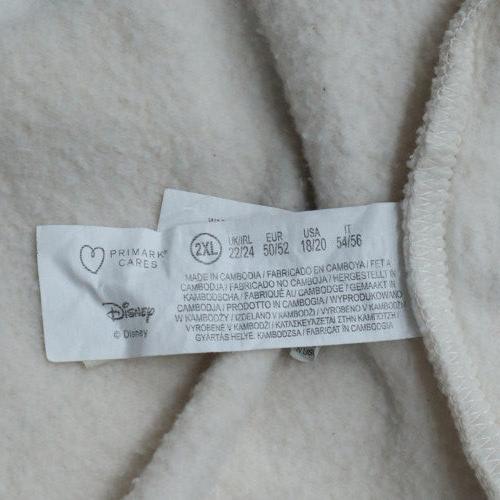 PRIMARK
CARES
Disney
© Disney
2XL
UK/IRL EUR USA IT
22/24 50/52 18/20 54/56
MADE IN CAMBODIA / FABRICADO EN CAMBOYA / FET A
CAMBODJA / FABRICADO NO CAMBOJA / HERGESTELLT IN
KAMBODSCHA / FABRIQUÉ AU CAMBODGE / GEMAAKT IN
CAMBODJA / PRODOTTO IN CAMBOGIA / WYPRODUKOWANO
W KAMBODŻY / IZDELANO V KAMBODŽI / VYROBENO V KAMBODŽI /
VYROBENÉ V KAMBODŽI / ΚΑΤΑΣΚΕΥΑΖΕΤΑΙ ΣΤΗΝ ΚΑΜΠΟΤΖΗ /
GYÁRTÁS HELYE: KAMBODZSA / FABRICAT ÎN CAMBODGIA